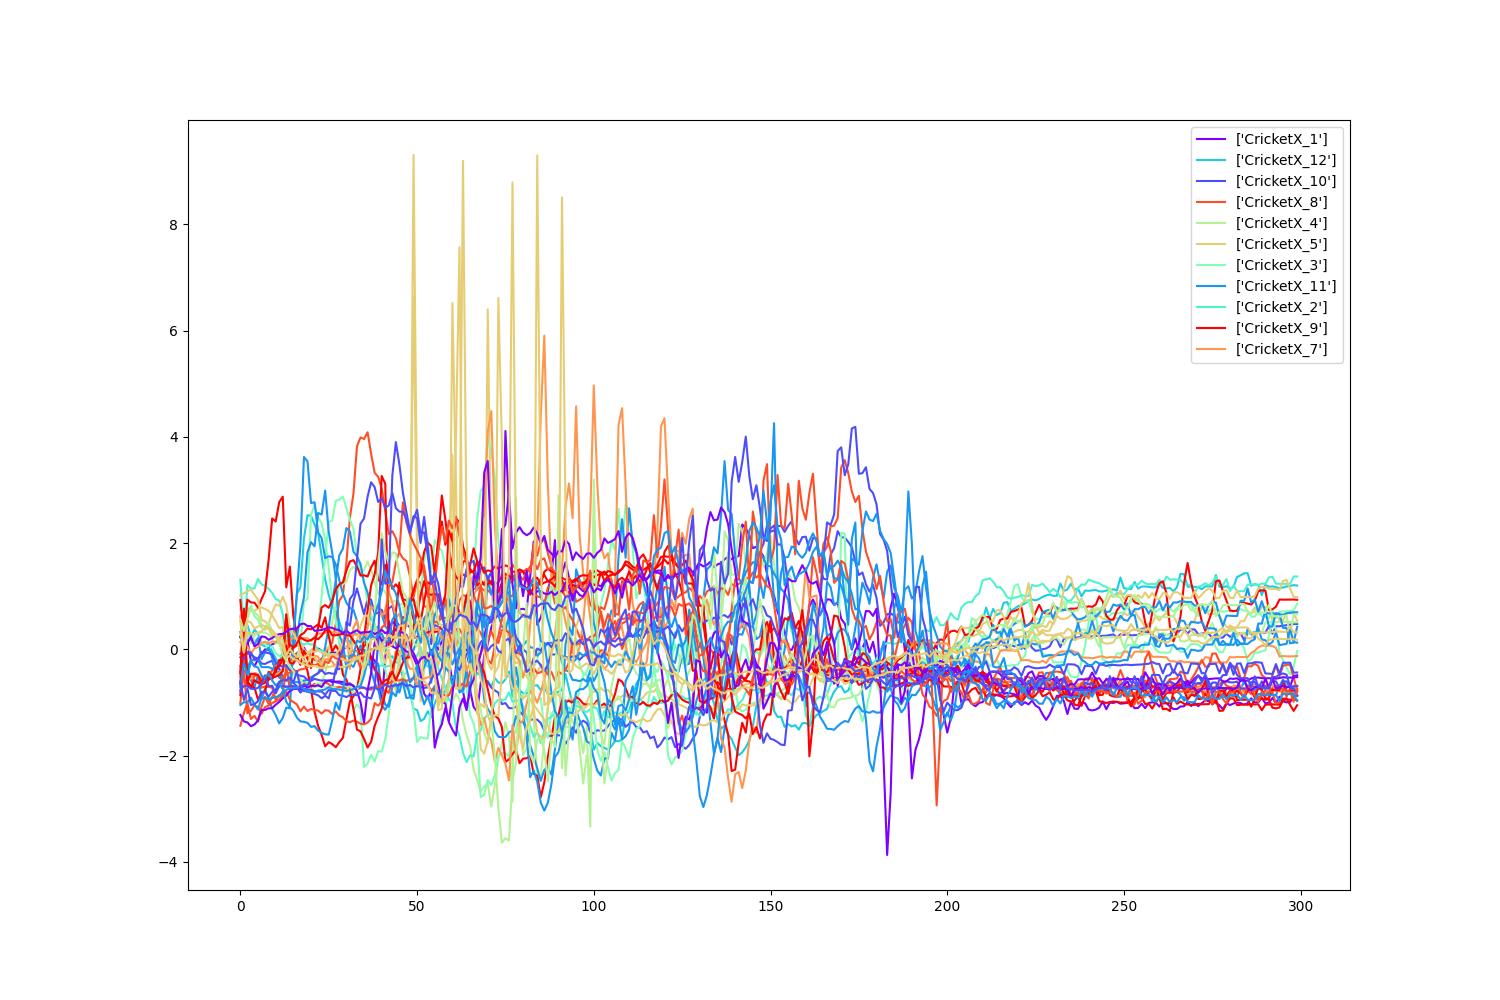 ['CricketX_1']
['CricketX_12']
['CricketX_10']
['CricketX_8']
['CricketX_4']
['CricketX_5']
['CricketX_3']
['CricketX_11']
['CricketX_2']
['CricketX_9']
['CricketX_7']
8
6
4
2
0
−2
−4
0 50 100 150 200 250 300